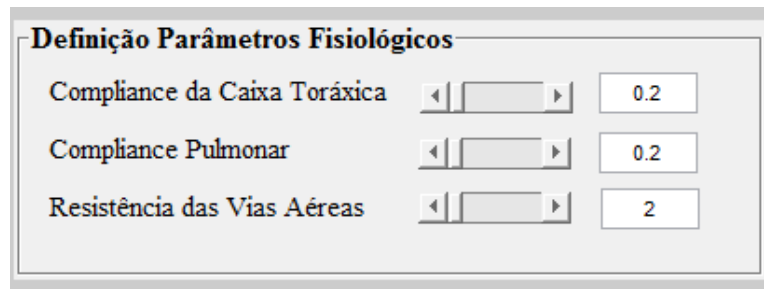 Definição Parâmetros Fisiológicos
Compliance da Caixa Toráxica 0.2
Compliance Pulmonar 0.2
Resistência das Vias Aéreas 2